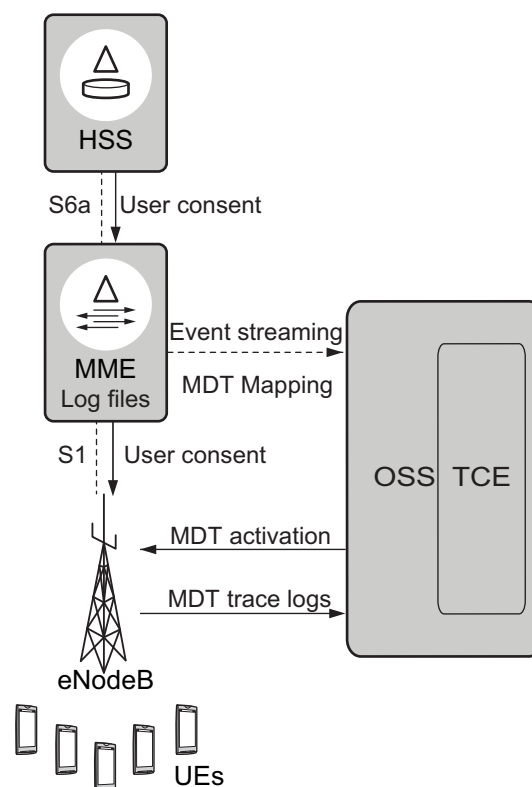 HSS
S6a
User consent
MME
Log files
Event streaming
MDT Mapping
S1
User consent
OSS
TCE
MDT activation
MDT trace logs
eNodeB
UEs